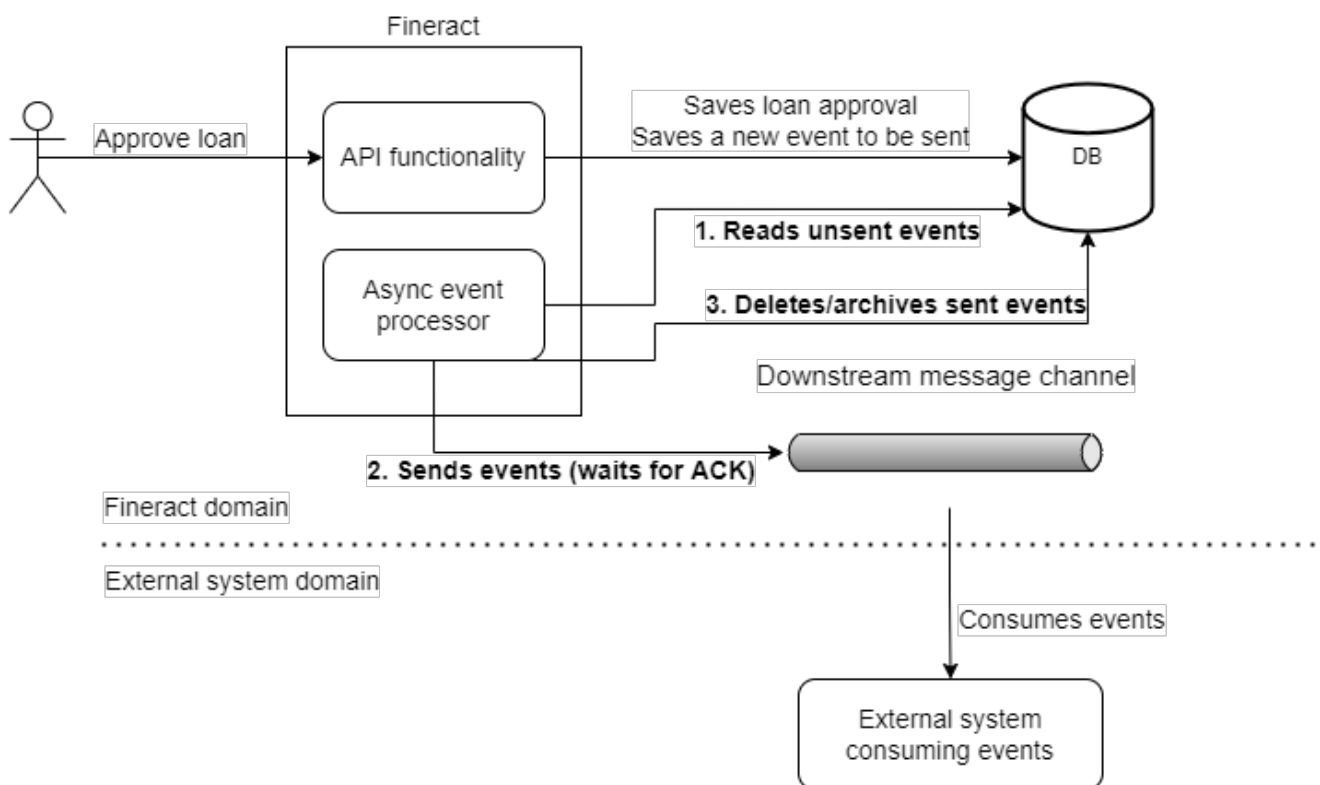 Fineract
Approve loan
API functionality
Saves loan approval
Saves a new event to be sent
DB
1. Reads unsent events
Async event
processor
3. Deletes/archives sent events
Downstream message channel
2. Sends events (waits for ACK)
Fineract domain
External system domain
Consumes events
External system
consuming events